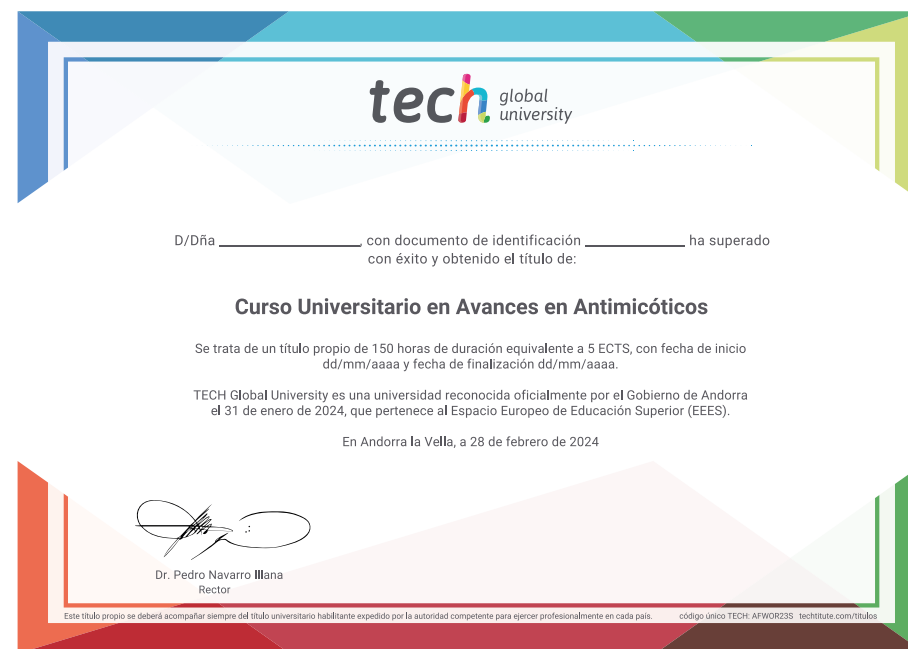 tech global university
D/Dña ____________________, con documento de identificación ______________ ha superado
con éxito y obtenido el título de:
Curso Universitario en Avances en Antimicóticos
Se trata de un título propio de 150 horas de duración equivalente a 5 ECTS, con fecha de inicio
dd/mm/aaaa y fecha de finalización dd/mm/aaaa.
TECH Global University es una universidad reconocida oficialmente por el Gobierno de Andorra
el 31 de enero de 2024, que pertenece al Espacio Europeo de Educación Superior (EEES).
En Andorra la Vella, a 28 de febrero de 2024
Dr. Pedro Navarro Illana
Rector
Este título propio se deberá acompañar siempre del título universitario habilitante expedido por la autoridad competente para ejercer profesionalmente en cada país. código único TECH: AFWOR23S techtitute.com/titulos